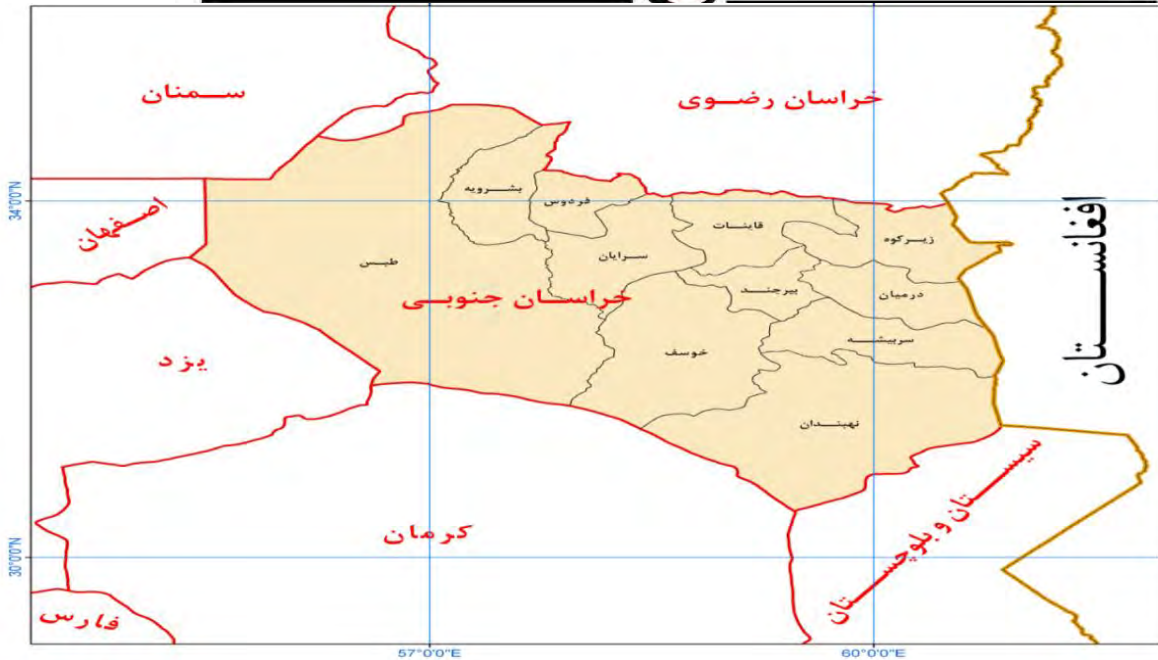 سمنان
خراسان رضوی
اصفهان
34°0'0"N
افغانستان
بشرویه
فردوس
قاینات
زیرکوه
سرایان
طبس
خراسان جنوبی
بیرجند
درمیان
یزد
خوسف
سربیشه
نهبندان
سیستان و بلوچستان
کرمان
30°0'0"N
فارس
57°0'0"E
60°0'0"E